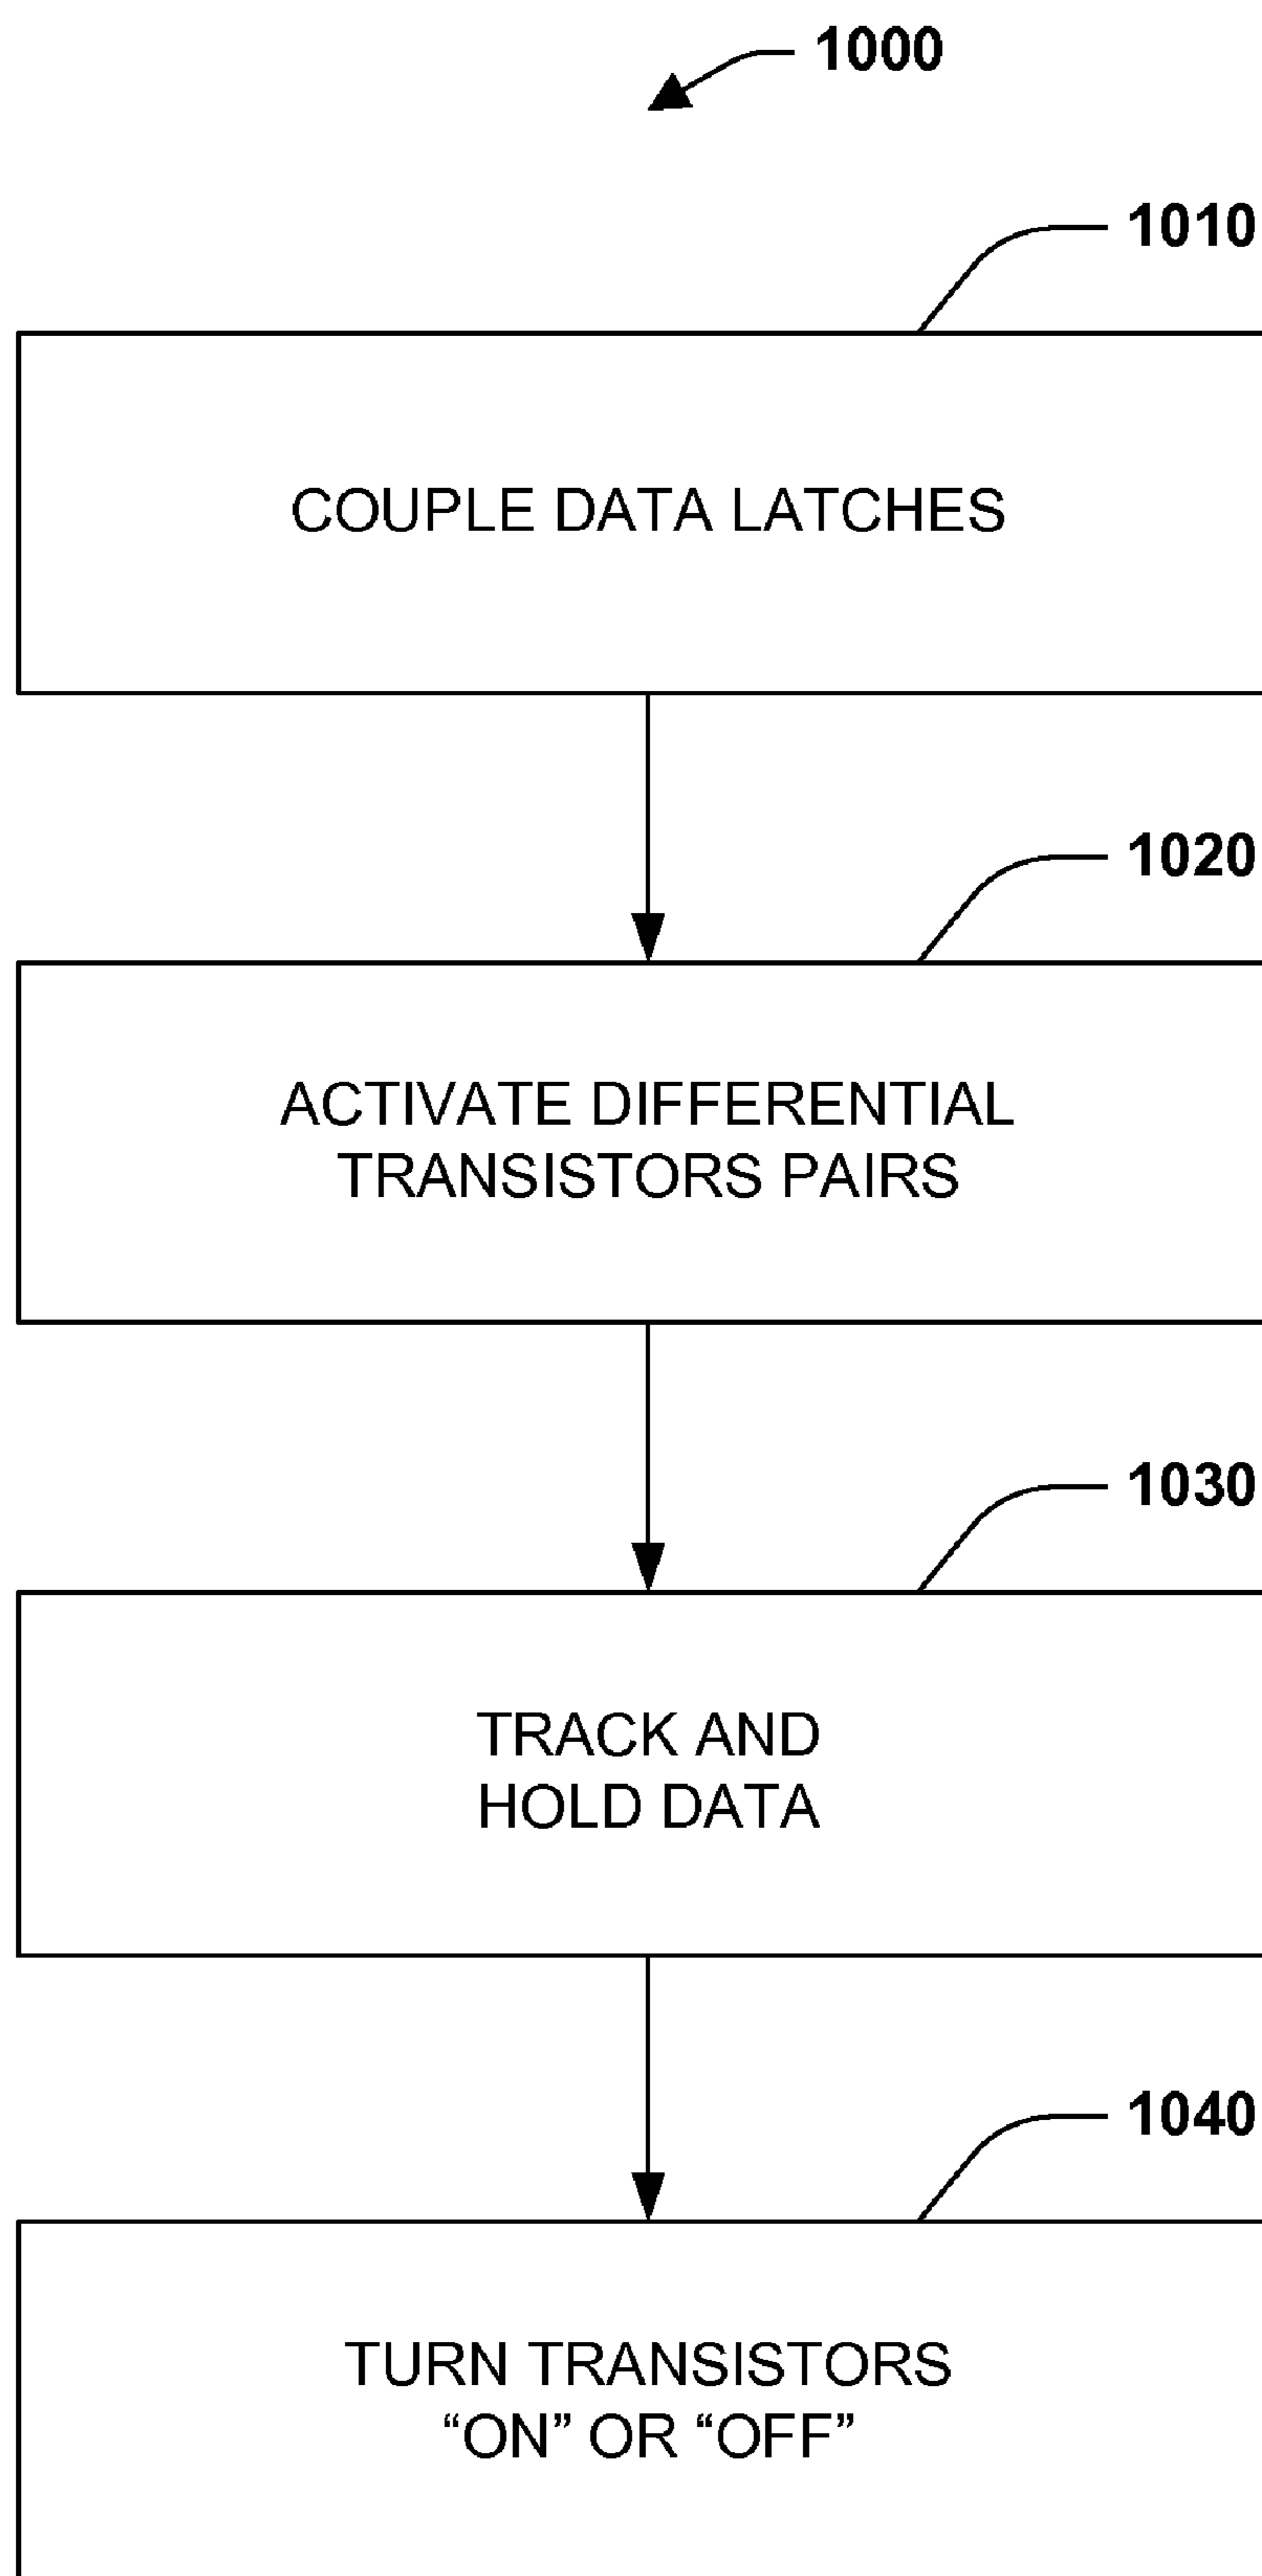 1000
1010
COUPLE DATA LATCHES
1020
ACTIVATE DIFFERENTIAL
TRANSISTORS PAIRS
1030
TRACK AND
HOLD DATA
1040
TURN TRANSISTORS
“ON” OR “OFF”